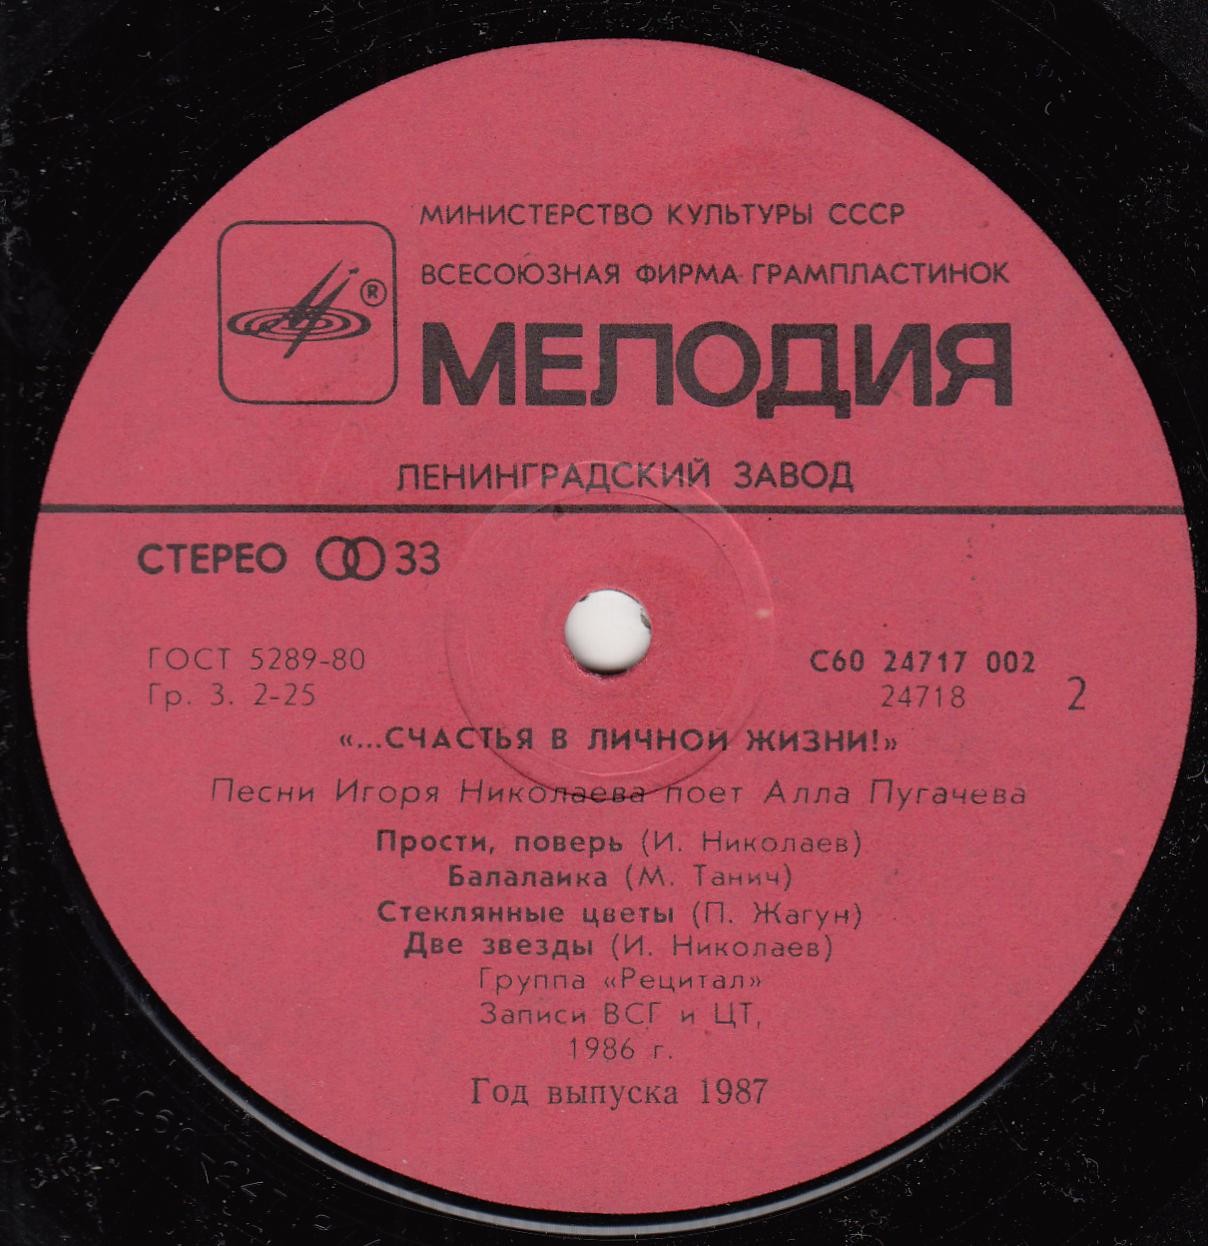 МИНИСТЕРСТВО КУЛЬТУРЫ СССР
ВСЕСОЮЗНАЯ ФИРМА ГРАМПЛАСТИНОК
®
МЕЛОДИЯ
ЛЕНИНГРАДСКИЙ ЗАВОД
СТЕРЕО 33
ГОСТ 5289-80
Гр. 3. 2-25
С60 24717 002
24718
2
«...СЧАСТЬЯ В ЛИЧНОЙ ЖИЗНИ!»
Песни Игоря Николаева поет Алла Пугачева
Прости, поверь (И. Николаев)
Балалайка (М. Танич)
Стеклянные цветы (П. Жагун)
Две звезды (И. Николаев)
Группа «Рецитал»
Записи ВСГ и ЦТ,
1986 г.
Год выпуска 1987